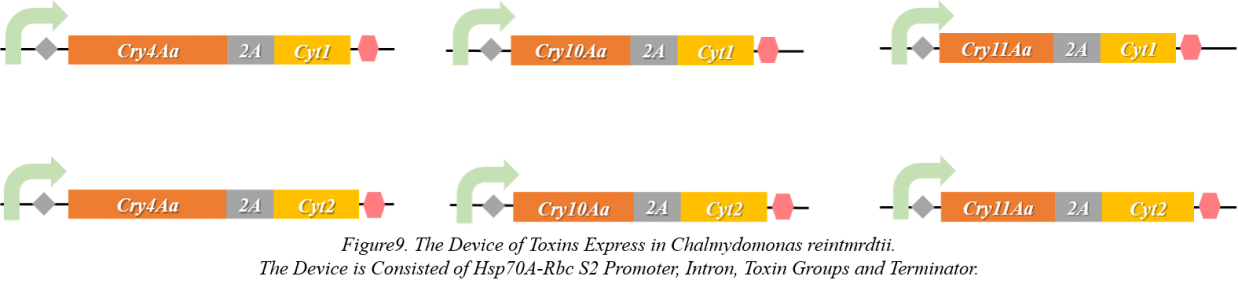 Cry4Aa 2A Cyt1 Cry10Aa 2A Cyt1 Cry11Aa 2A Cyt1
Cry4Aa 2A Cyt2 Cry10Aa 2A Cyt2 Cry11Aa 2A Cyt2
Figure9. The Device of Toxins Express in Chalmydomonas reintmrdtii.
The Device is Consisted of Hsp70A-Rbc S2 Promoter, Intron, Toxin Groups and Terminator.